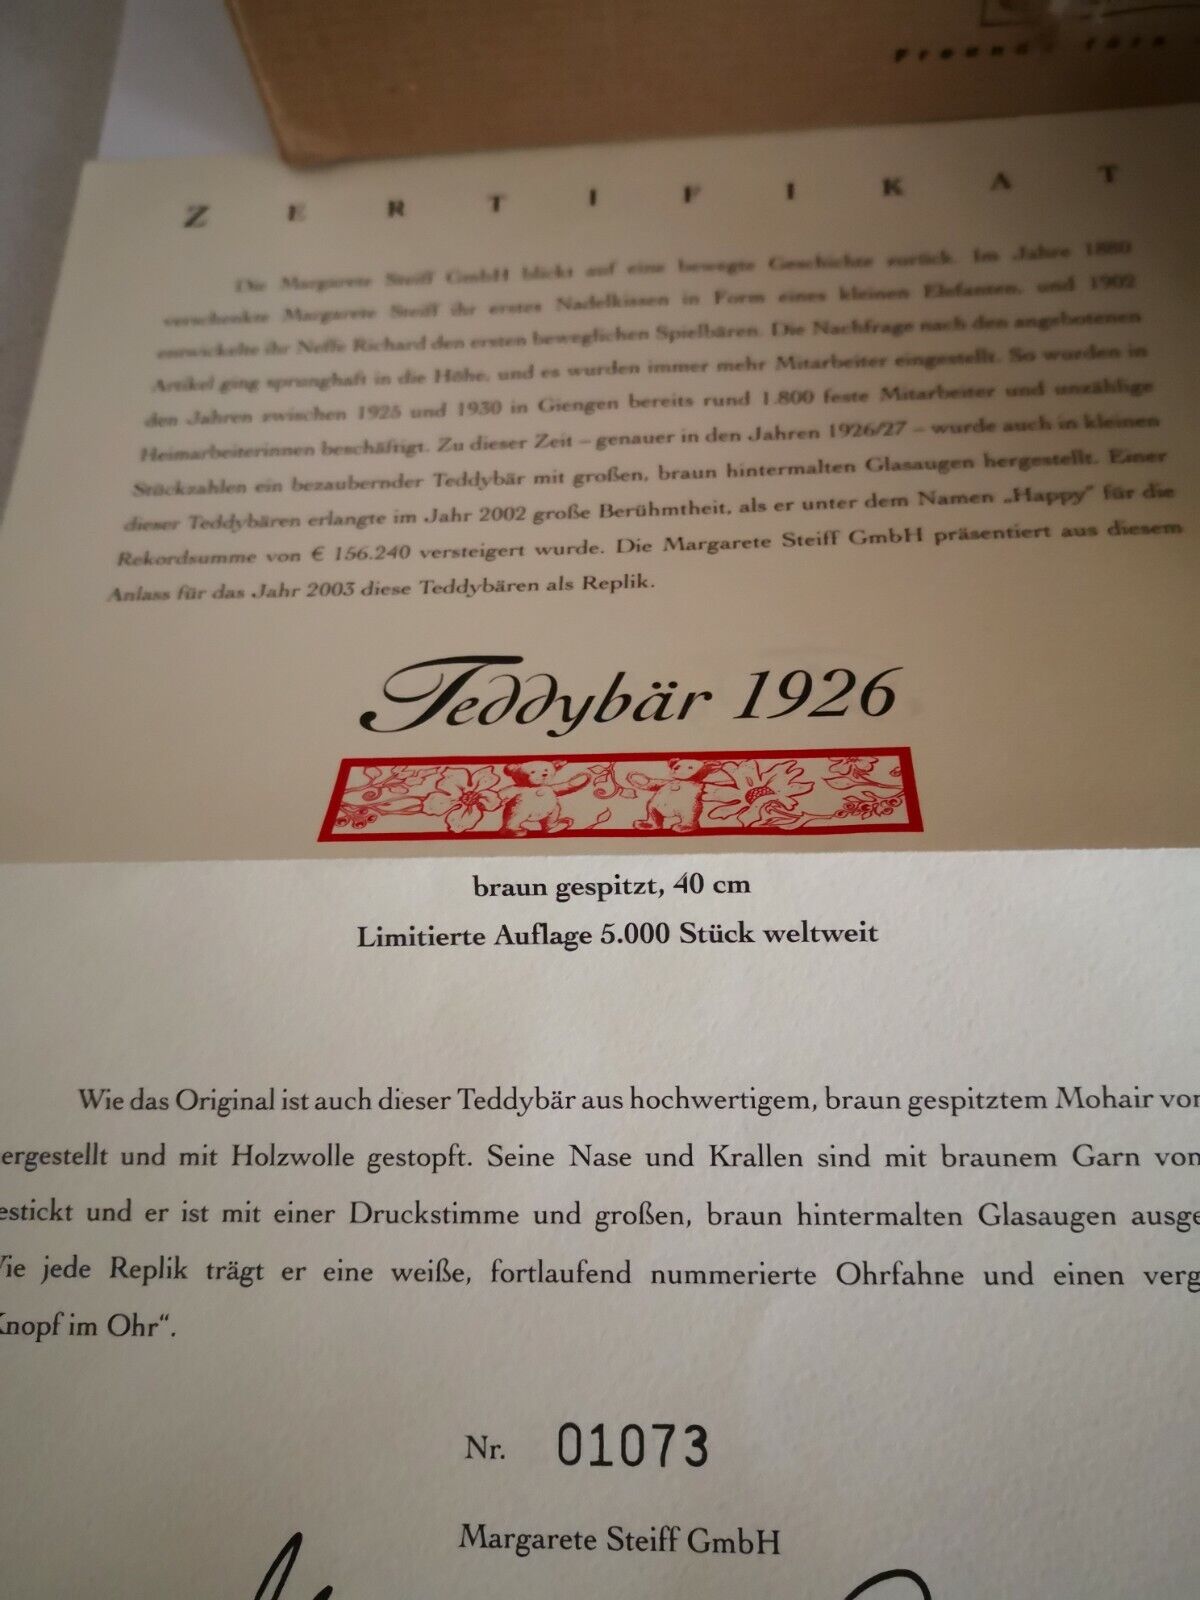 Z E R T I F I K A T
Die Margarete Steiff GmbH blickt auf eine bewegte Geschichte zurück. Im Jahre 1880
verschenkte Margarete Steiff ihr erstes Nadelkissen in Form eines kleinen Elefanten, und 1902
entwickelte ihr Neffe Richard den ersten beweglichen Spielbären. Die Nachfrage nach den angebotenen
Artikel ging sprunghaft in die Höhe, und es wurden immer mehr Mitarbeiter eingestellt. So wurden in
den Jahren zwischen 1925 und 1930 in Giengen bereits rund 1.800 feste Mitarbeiter und unzählige
Heimarbeiterinnen beschäftigt. Zu dieser Zeit – genauer in den Jahren 1926/27 – wurde auch in kleinen
Stückzahlen ein bezaubernder Teddybär mit großen, braun hintermalten Glasaugen hergestellt. Einer
dieser Teddybären erlangte im Jahr 2002 große Berühmtheit, als er unter dem Namen „Happy“ für die
Rekordsumme von € 156.240 versteigert wurde. Die Margarete Steiff GmbH präsentiert aus diesem
Anlass für das Jahr 2003 diese Teddybären als Replik.
Teddybär 1926
braun gespitzt, 40 cm
Limitierte Auflage 5.000 Stück weltweit
Wie das Original ist auch dieser Teddybär aus hochwertigem, braun gespitztem Mohair von
ergestellt und mit Holzwolle gestopft. Seine Nase und Krallen sind mit braunem Garn von
estickt und er ist mit einer Druckstimme und großen, braun hintermalten Glasaugen ausge
ie jede Replik trägt er eine weiße, fortlaufend nummerierte Ohrfahne und einen verg
Knopf im Ohr“.
Nr. 01073
Margarete Steiff GmbH